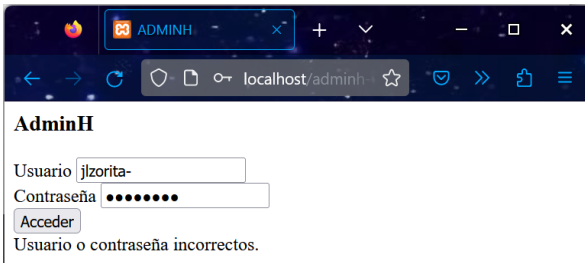 ADMINH
localhost/adminh
AdminH
Usuario jlzorita-
Contraseña ●●●●●●●●
Acceder
Usuario o contraseña incorrectos.